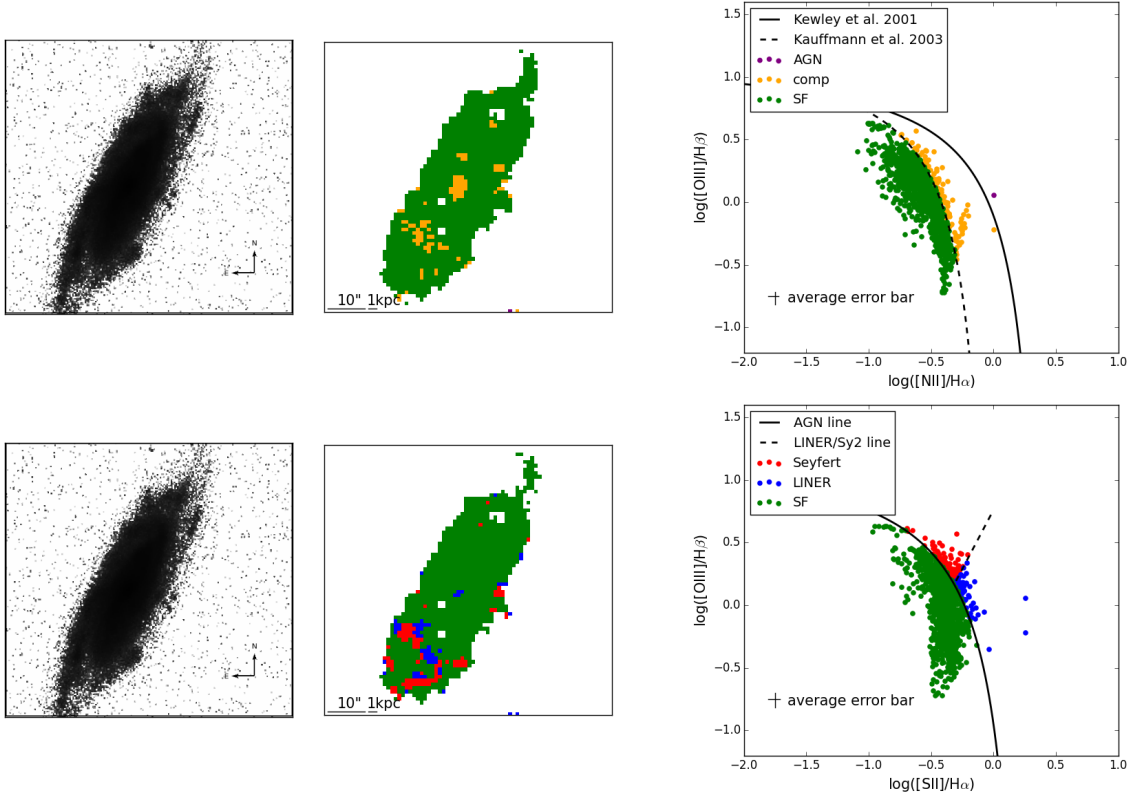 N
E
10" 1kpc
Kewley et al. 2001
Kauffmann et al. 2003
AGN
comp
SF
1.5
1.0
0.5
0.0
−0.5
−1.0
log([OIII]/Hβ)
average error bar
−2.0 −1.5 −1.0 −0.5 0.0 0.5 1.0
log([NII]/Hα)
N
E
10" 1kpc
AGN line
LINER/Sy2 line
Seyfert
LINER
SF
1.5
1.0
0.5
0.0
−0.5
−1.0
log([OIII]/Hβ)
average error bar
−2.0 −1.5 −1.0 −0.5 0.0 0.5 1.0
log([SII]/Hα)